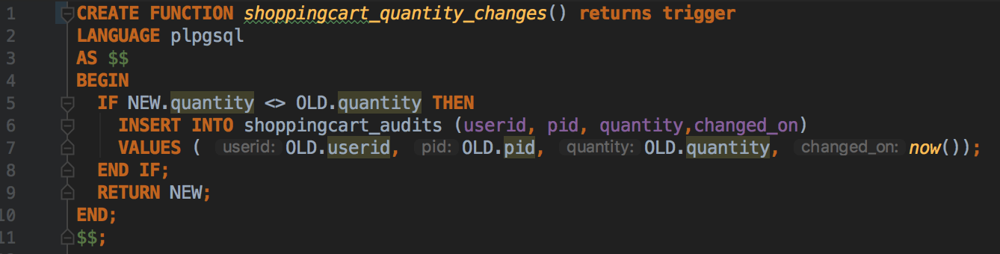 1 CREATE FUNCTION shoppingcart_quantity_changes() returns trigger
2 LANGUAGE plpgsql
3 AS $$
4 BEGIN
5 IF NEW.quantity <> OLD.quantity THEN
6 INSERT INTO shoppingcart_audits (userid, pid, quantity,changed_on)
7 VALUES ( userid: OLD.userid, pid: OLD.pid, quantity: OLD.quantity, changed_on: now());
8 END IF;
9 RETURN NEW;
10 END;
11 $$;